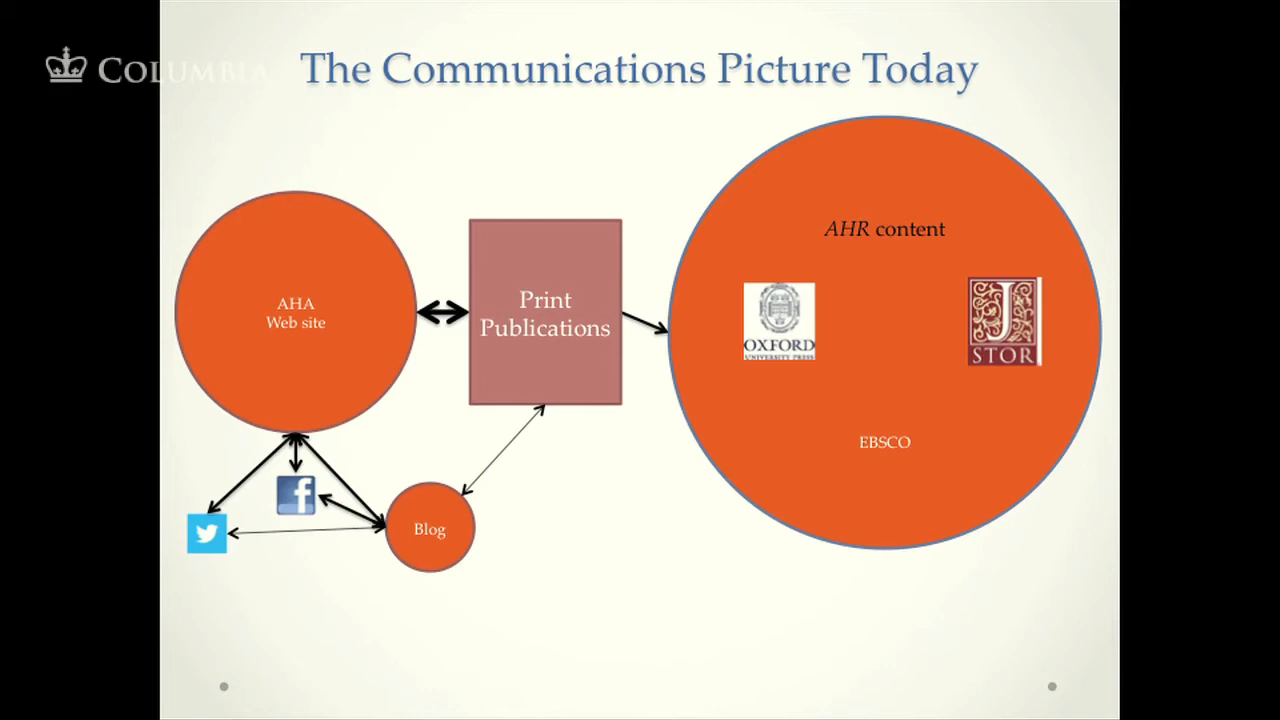 COLUMBIA
The Communications Picture Today
AHR content
AHA
Web site
Print
Publications
OXFORD
UNIVERSITY PRESS
J
STOR
EBSCO
f
Blog